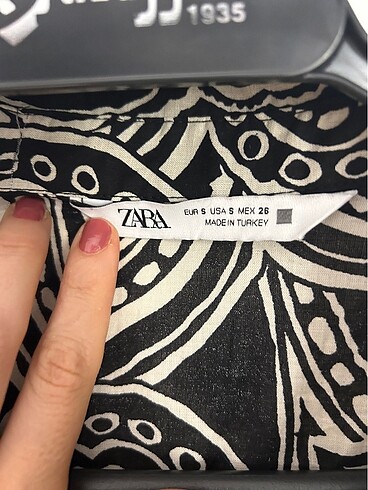 1935
ZARA
EUR S USA S MEX 26
MADE IN TURKEY